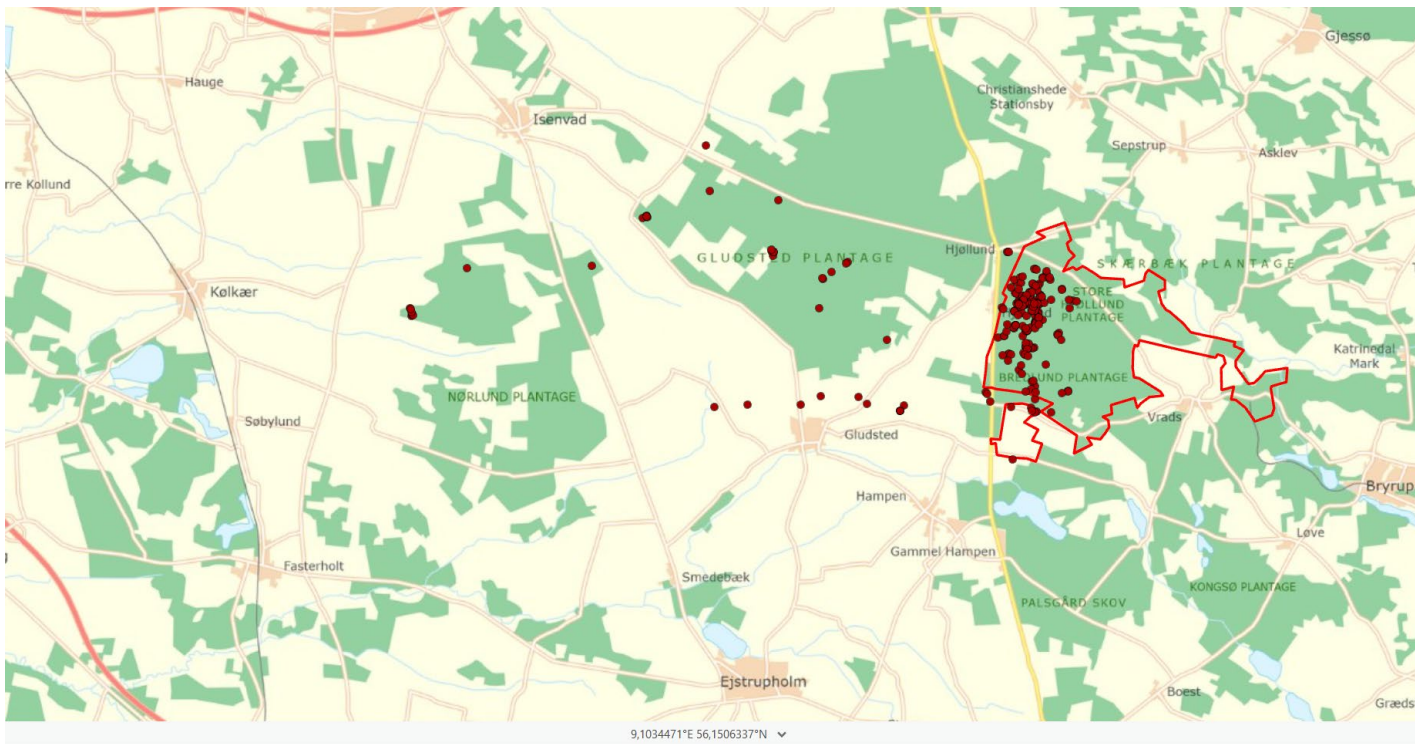 Gjessø
Hauge
Christianshede
Stationsby
Isenvad
Sepstrup
Asklev
rre Kollund
Hjøllund
GLUDSTED PLANTAGE
SKÆRBÆK PLANTAGE
Kølkær
STORE
HJØLLUND
PLANTAGE
Katrinedal
Mark
BREDLUND PLANTAGE
NØRLUND PLANTAGE
Vrads
Søbylund
Gludsted
Bryrup
Hampen
Løve
Gammel Hampen
Fasterholt
Smedebæk
KONGSØ PLANTAGE
PALSGÅRD SKOV
Ejstrupholm
Boest
Græds
9,1034471°E 56,1506337°N